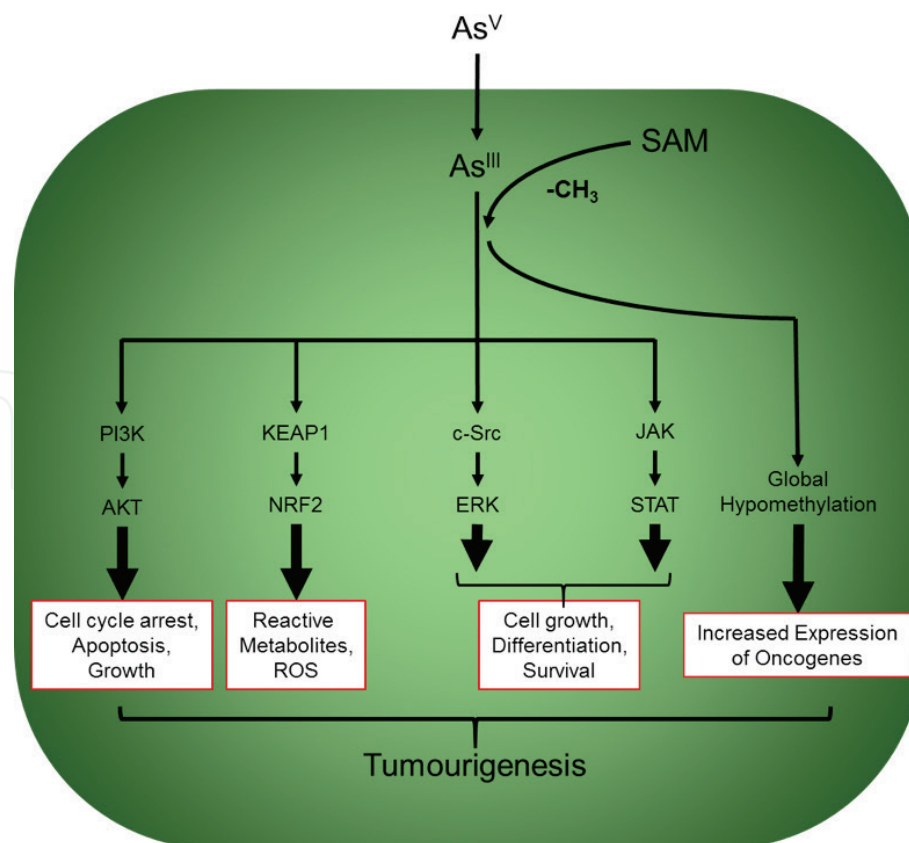 As^V
As^III
SAM
-CH₃
PI3K
KEAP1
c-Src
JAK
AKT
NRF2
ERK
STAT
Global
Hypomethylation
Cell cycle arrest,
Apoptosis,
Growth
Reactive
Metabolites,
ROS
Cell growth,
Differentiation,
Survival
Increased Expression
of Oncogenes
Tumourigenesis